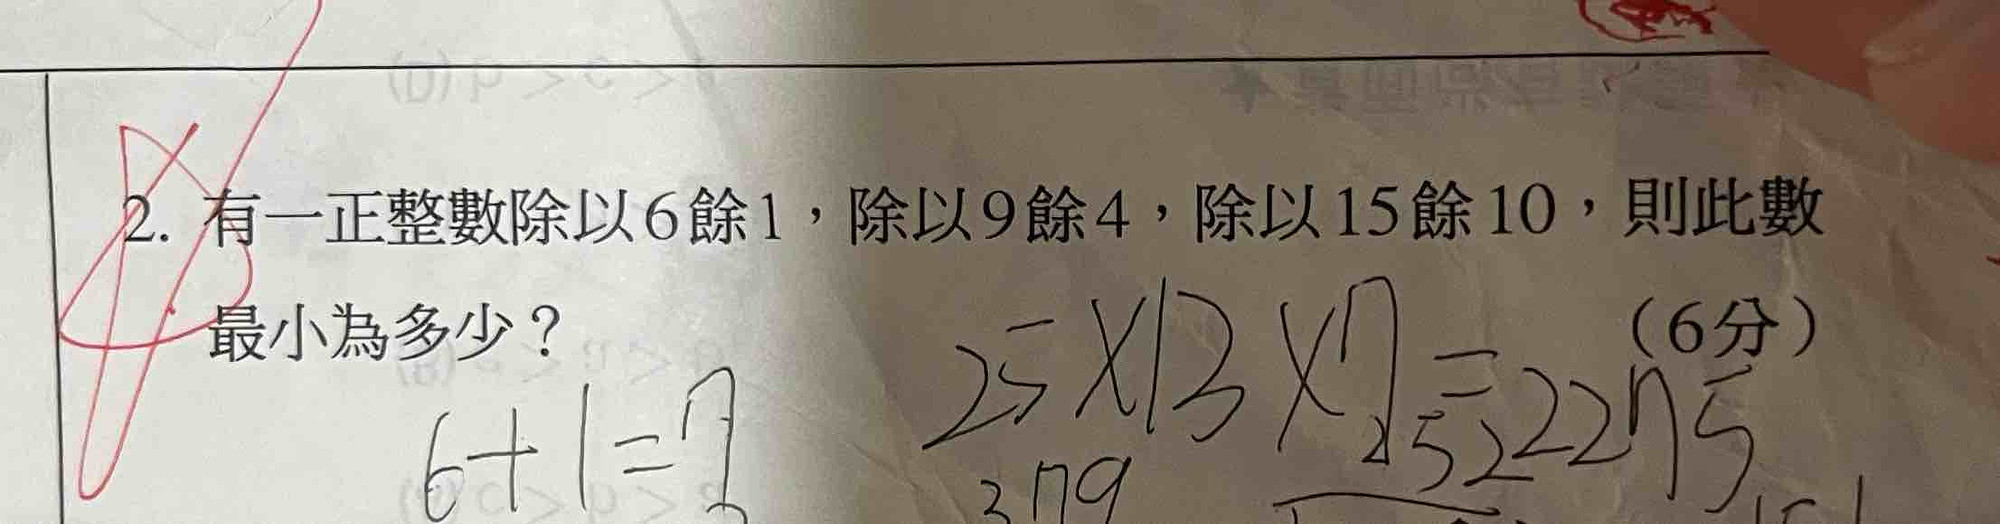 2. 有一正整數除以6餘1，除以9餘4，除以15餘10，則此數
最小為多少？
（6分）
25×13×7=2275
252
6+1=7
379